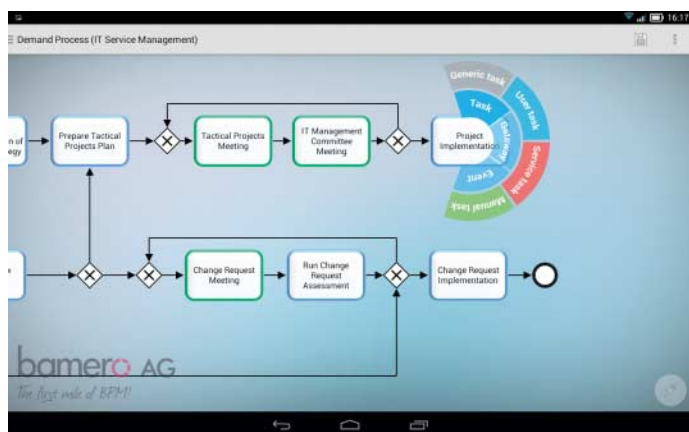 16:17
Demand Process (IT Service Management)
n of
egy
Prepare Tactical
Projects Plan
Tactical Projects
Meeting
IT Management
Committee
Meeting
Project
Implementation
Generic task
User task
Service task
Manual task
Task
Gateway
Event
Change Request
Meeting
Run Change
Request
Assessment
Change Request
Implementation
bamero AG
The first mile of BPM!